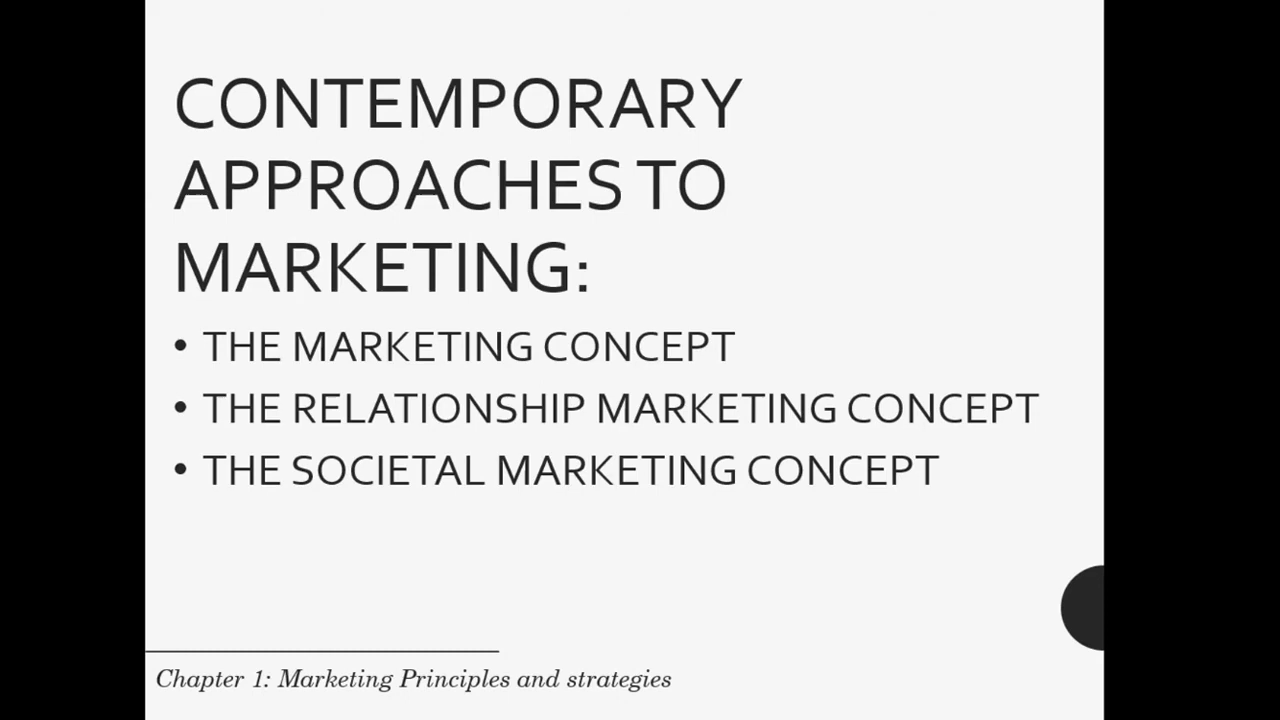 CONTEMPORARY
APPROACHES TO
MARKETING:
• THE MARKETING CONCEPT
• THE RELATIONSHIP MARKETING CONCEPT
• THE SOCIETAL MARKETING CONCEPT
Chapter 1: Marketing Principles and strategies